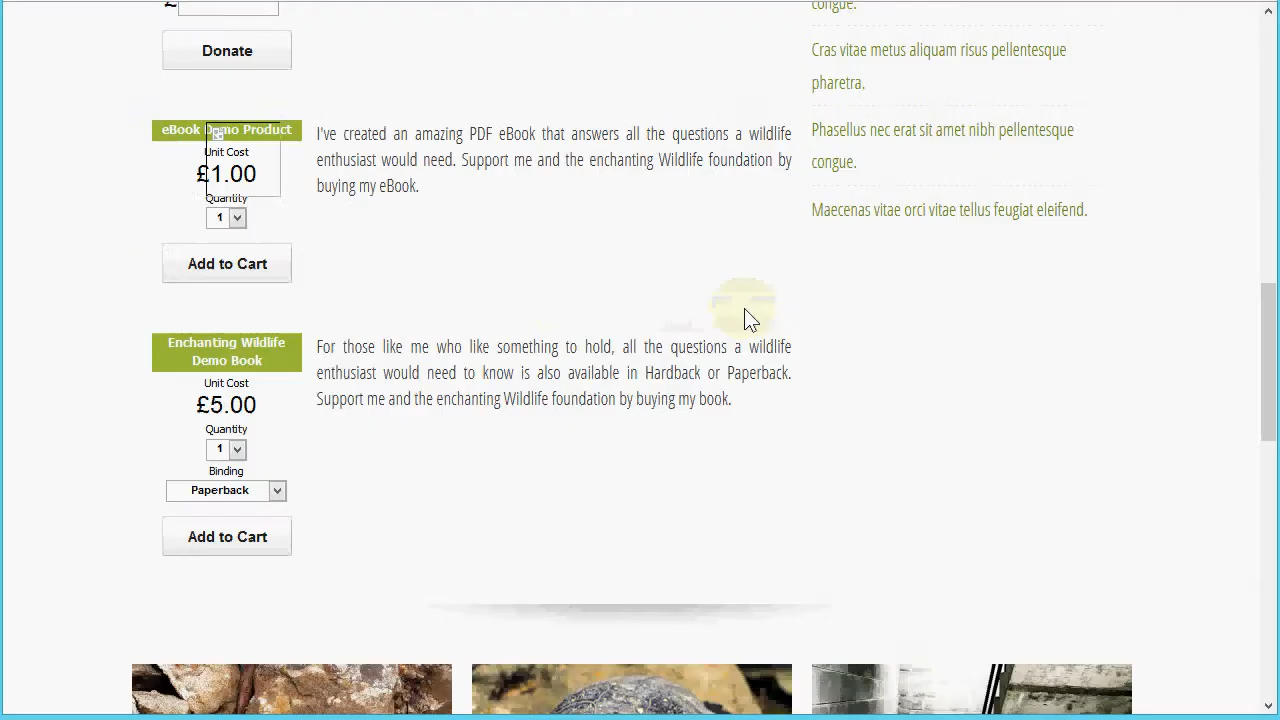 £
Donate
eBook Demo Product
Unit Cost
£1.00
Quantity
1
Add to Cart
I've created an amazing PDF eBook that answers all the questions a wildlife
enthusiast would need. Support me and the enchanting Wildlife foundation by
buying my eBook.
Enchanting Wildlife
Demo Book
Unit Cost
£5.00
Quantity
1
Binding
Paperback
Add to Cart
For those like me who like something to hold, all the questions a wildlife
enthusiast would need to know is also available in Hardback or Paperback.
Support me and the enchanting Wildlife foundation by buying my book.
congue.
Cras vitae metus aliquam risus pellentesque
pharetra.
Phasellus nec erat sit amet nibh pellentesque
congue.
Maecenas vitae orci vitae tellus feugiat eleifend.